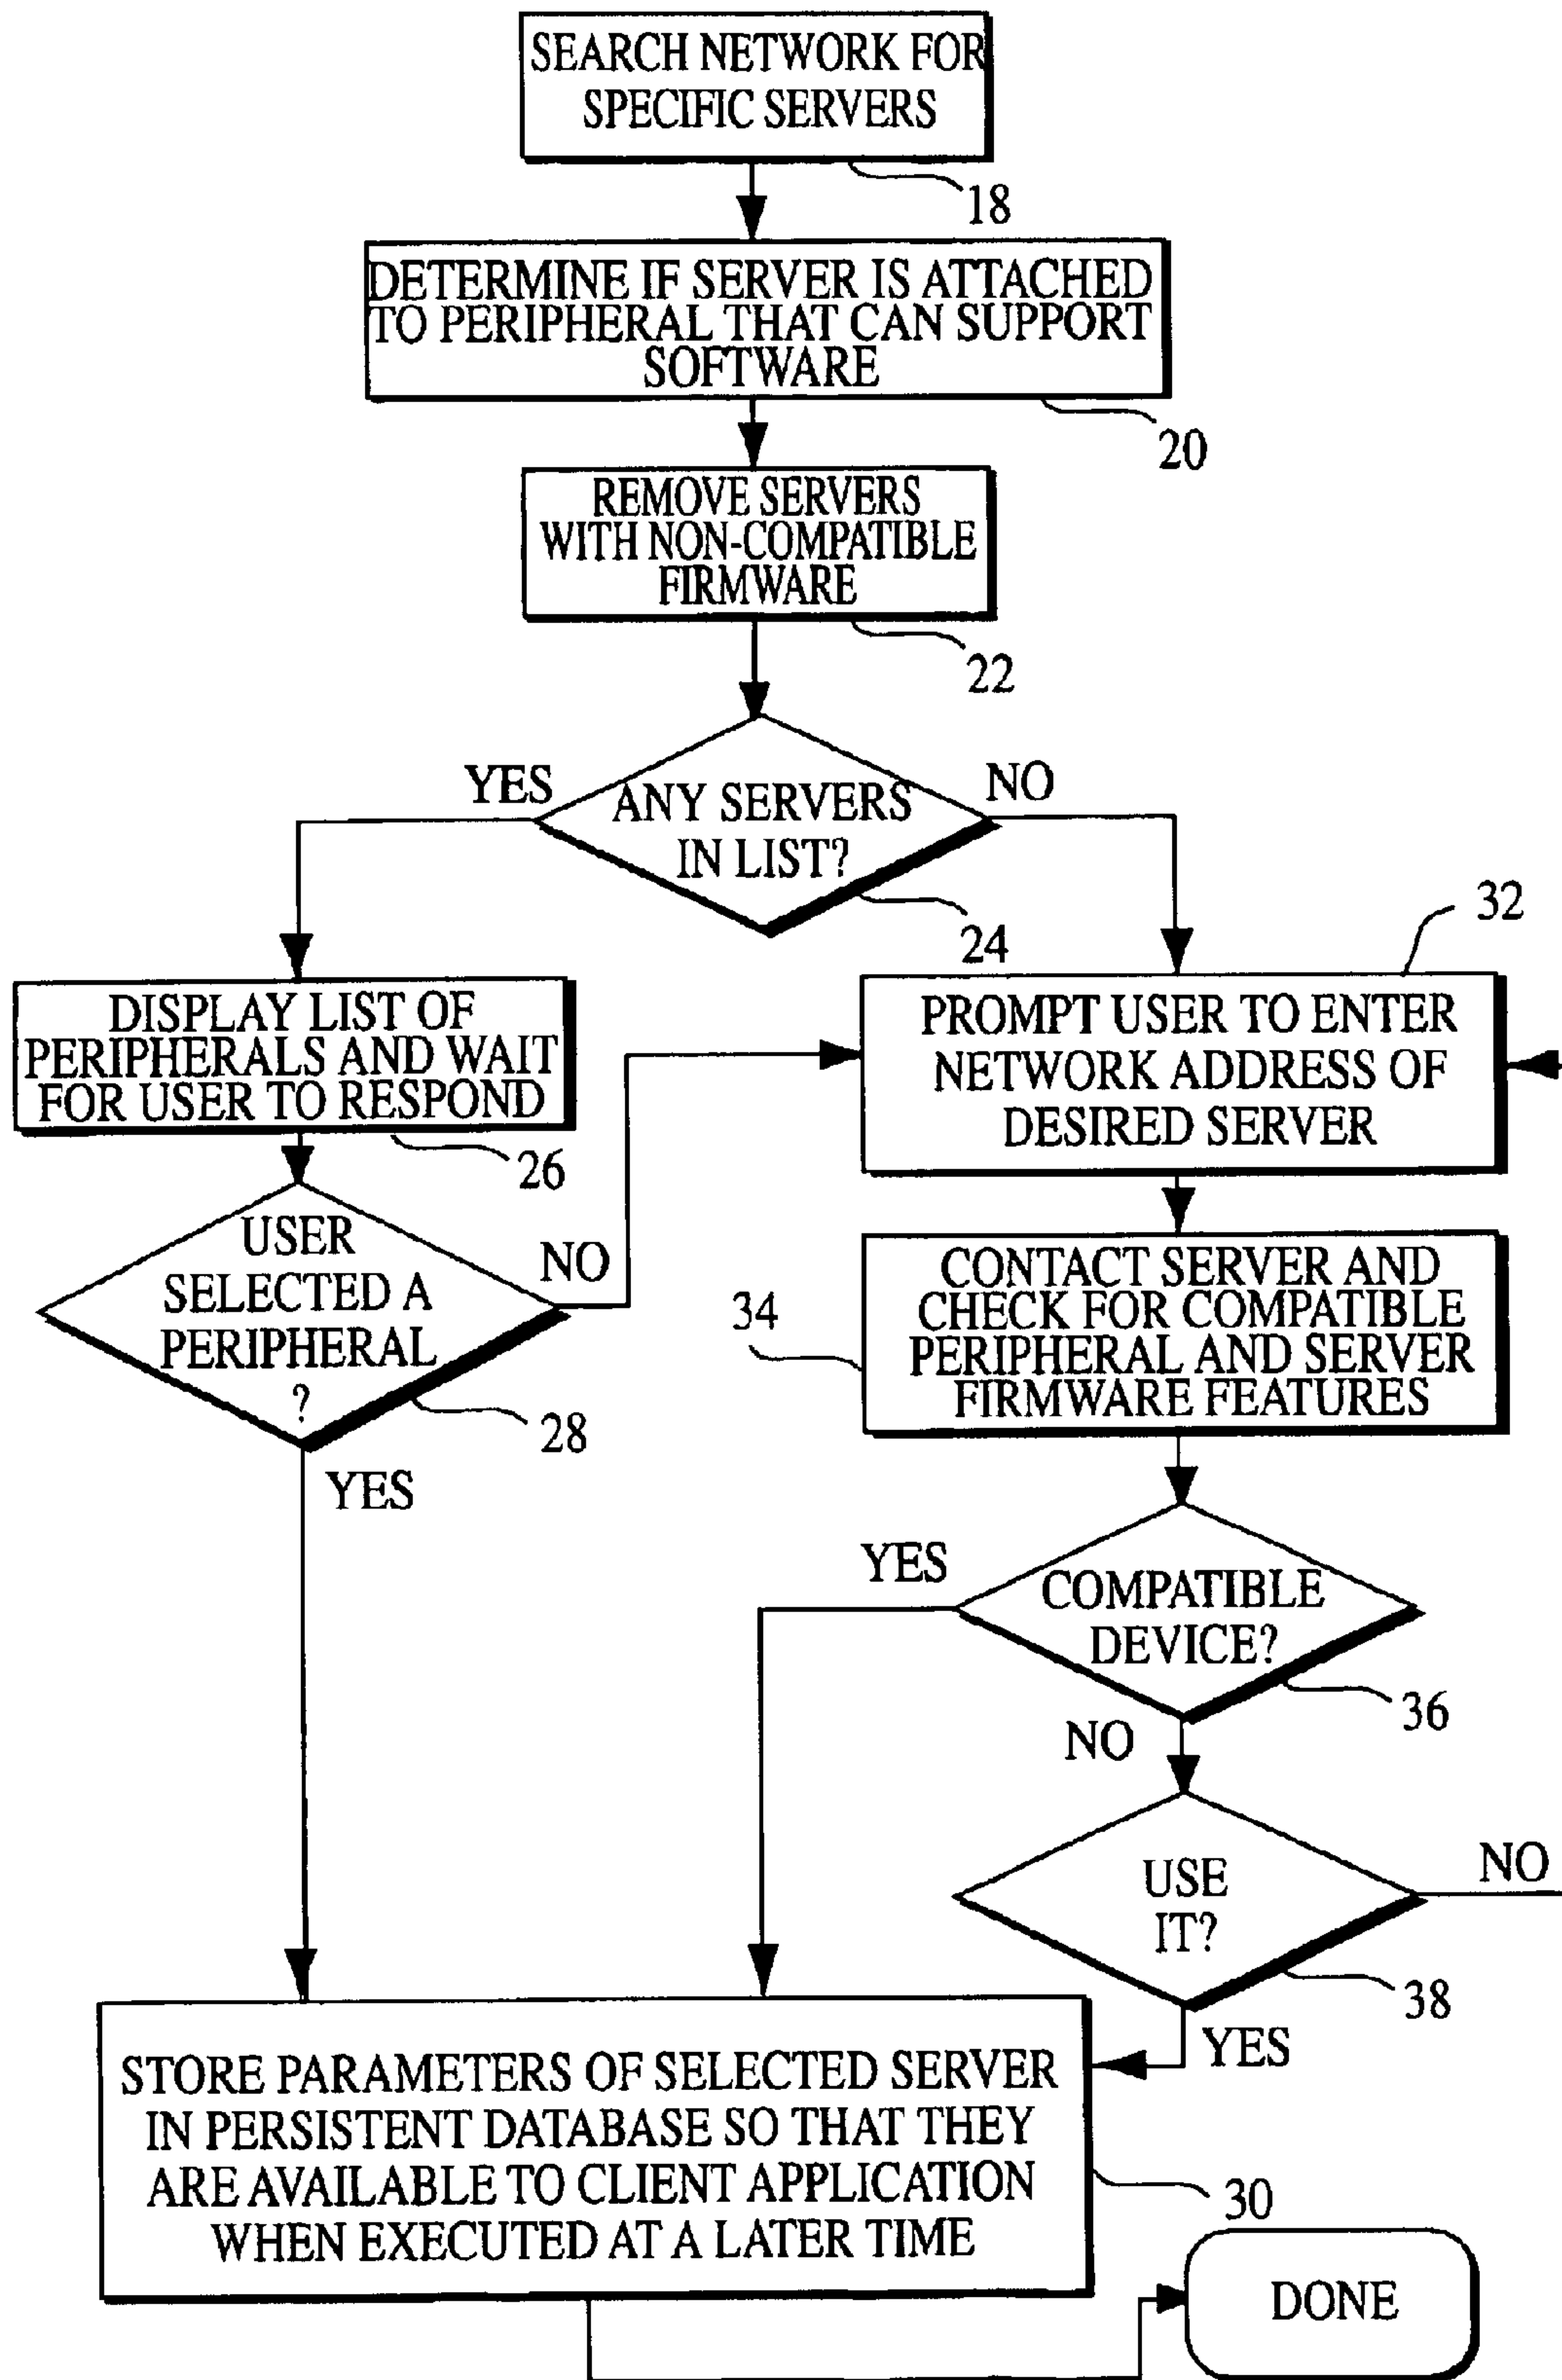 SEARCH NETWORK FOR
SPECIFIC SERVERS
18
DETERMINE IF SERVER IS ATTACHED
TO PERIPHERAL THAT CAN SUPPORT
SOFTWARE
20
REMOVE SERVERS
WITH NON-COMPATIBLE
FIRMWARE
22
YES
NO
ANY SERVERS
IN LIST?
24
32
DISPLAY LIST OF
PERIPHERALS AND WAIT
FOR USER TO RESPOND
26
PROMPT USER TO ENTER
NETWORK ADDRESS OF
DESIRED SERVER
USER
SELECTED A
PERIPHERAL
?
NO
28
YES
34
CONTACT SERVER AND
CHECK FOR COMPATIBLE
PERIPHERAL AND SERVER
FIRMWARE FEATURES
YES
COMPATIBLE
DEVICE?
36
NO
USE
IT?
NO
38
YES
STORE PARAMETERS OF SELECTED SERVER
IN PERSISTENT DATABASE SO THAT THEY
ARE AVAILABLE TO CLIENT APPLICATION
WHEN EXECUTED AT A LATER TIME
30
DONE